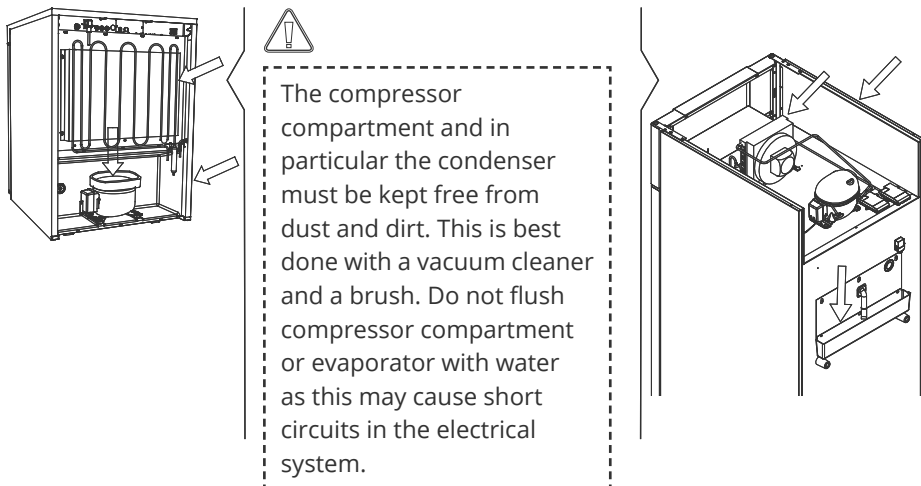 The compressor
compartment and in
particular the condenser
must be kept free from
dust and dirt. This is best
done with a vacuum cleaner
and a brush. Do not flush
compressor compartment
or evaporator with water
as this may cause short
circuits in the electrical
system.